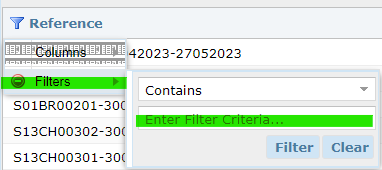 Reference
Columns
42023-27052023
Filters
Contains
S01BR00201-300
Enter Filter Criteria...
S13CH00302-300
Filter Clear
S13CH00301-300